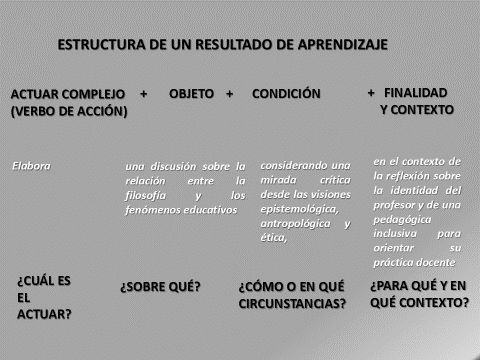 ESTRUCTURA DE UN RESULTADO DE APRENDIZAJE
ACTUAR COMPLEJO + OBJETO + CONDICIÓN + FINALIDAD
(VERBO DE ACCIÓN) Y CONTEXTO
Elabora
una discusión sobre la
relación entre la
filosofía y los
fenómenos educativos
considerando una
mirada crítica
desde las visiones
epistemológica,
antropológica y
ética,
en el contexto de
la reflexión sobre
la identidad del
profesor y de una
pedagógica
inclusiva para
orientar su
práctica docente
¿CUÁL ES
EL
ACTUAR?
¿SOBRE QUÉ?
¿CÓMO O EN QUÉ
CIRCUNSTANCIAS?
¿PARA QUÉ Y EN
QUÉ CONTEXTO?